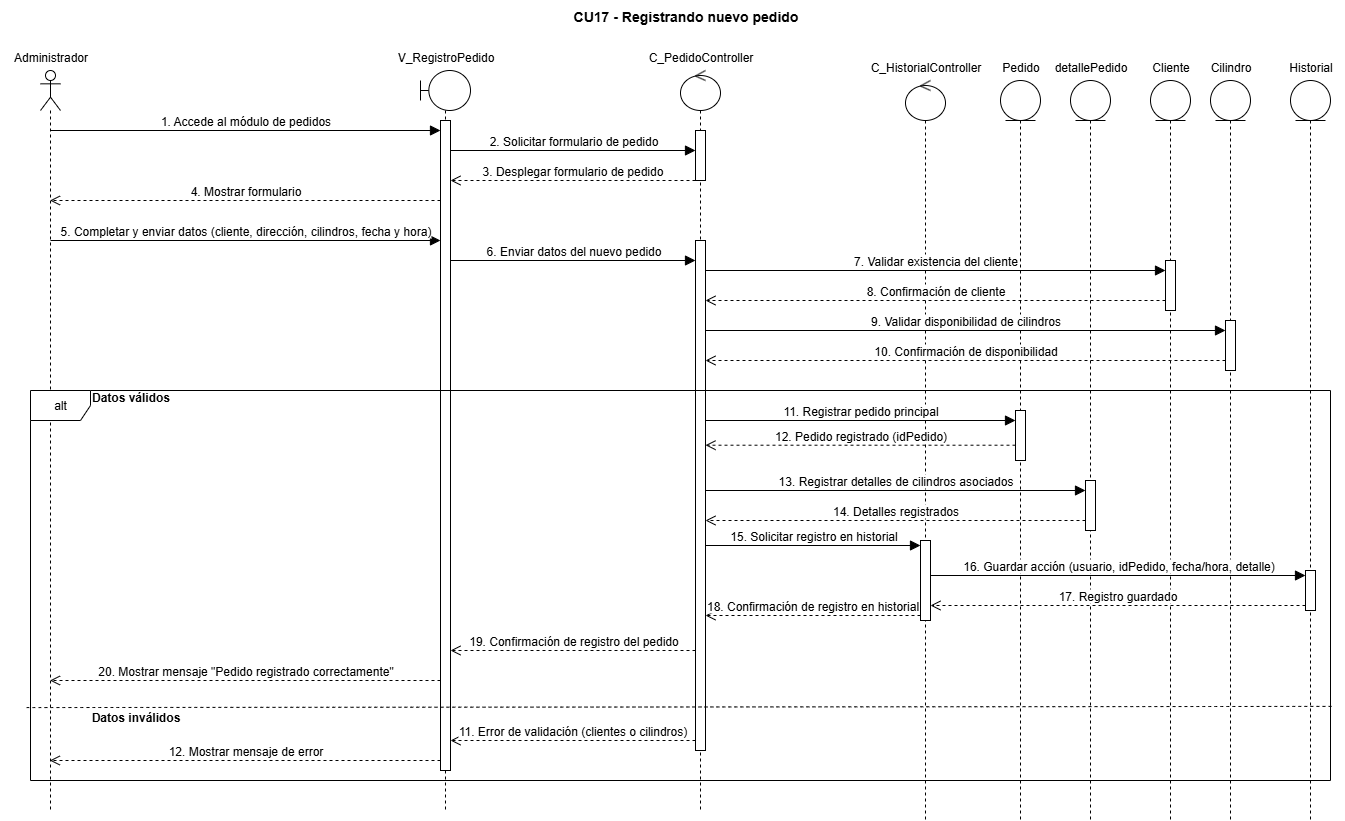 CU17 - Registrando nuevo pedido
Administrador
V_RegistroPedido
C_PedidoController
C_HistorialController
Pedido
detallePedido
Cliente
Cilindro
Historial
1. Accede al módulo de pedidos
2. Solicitar formulario de pedido
3. Desplegar formulario de pedido
4. Mostrar formulario
5. Completar y enviar datos (cliente, dirección, cilindros, fecha y hora)
6. Enviar datos del nuevo pedido
7. Validar existencia del cliente
8. Confirmación de cliente
9. Validar disponibilidad de cilindros
10. Confirmación de disponibilidad
alt
Datos válidos
11. Registrar pedido principal
12. Pedido registrado (idPedido)
13. Registrar detalles de cilindros asociados
14. Detalles registrados
15. Solicitar registro en historial
16. Guardar acción (usuario, idPedido, fecha/hora, detalle)
17. Registro guardado
18. Confirmación de registro en historial
19. Confirmación de registro del pedido
20. Mostrar mensaje "Pedido registrado correctamente"
Datos inválidos
11. Error de validación (clientes o cilindros)
12. Mostrar mensaje de error